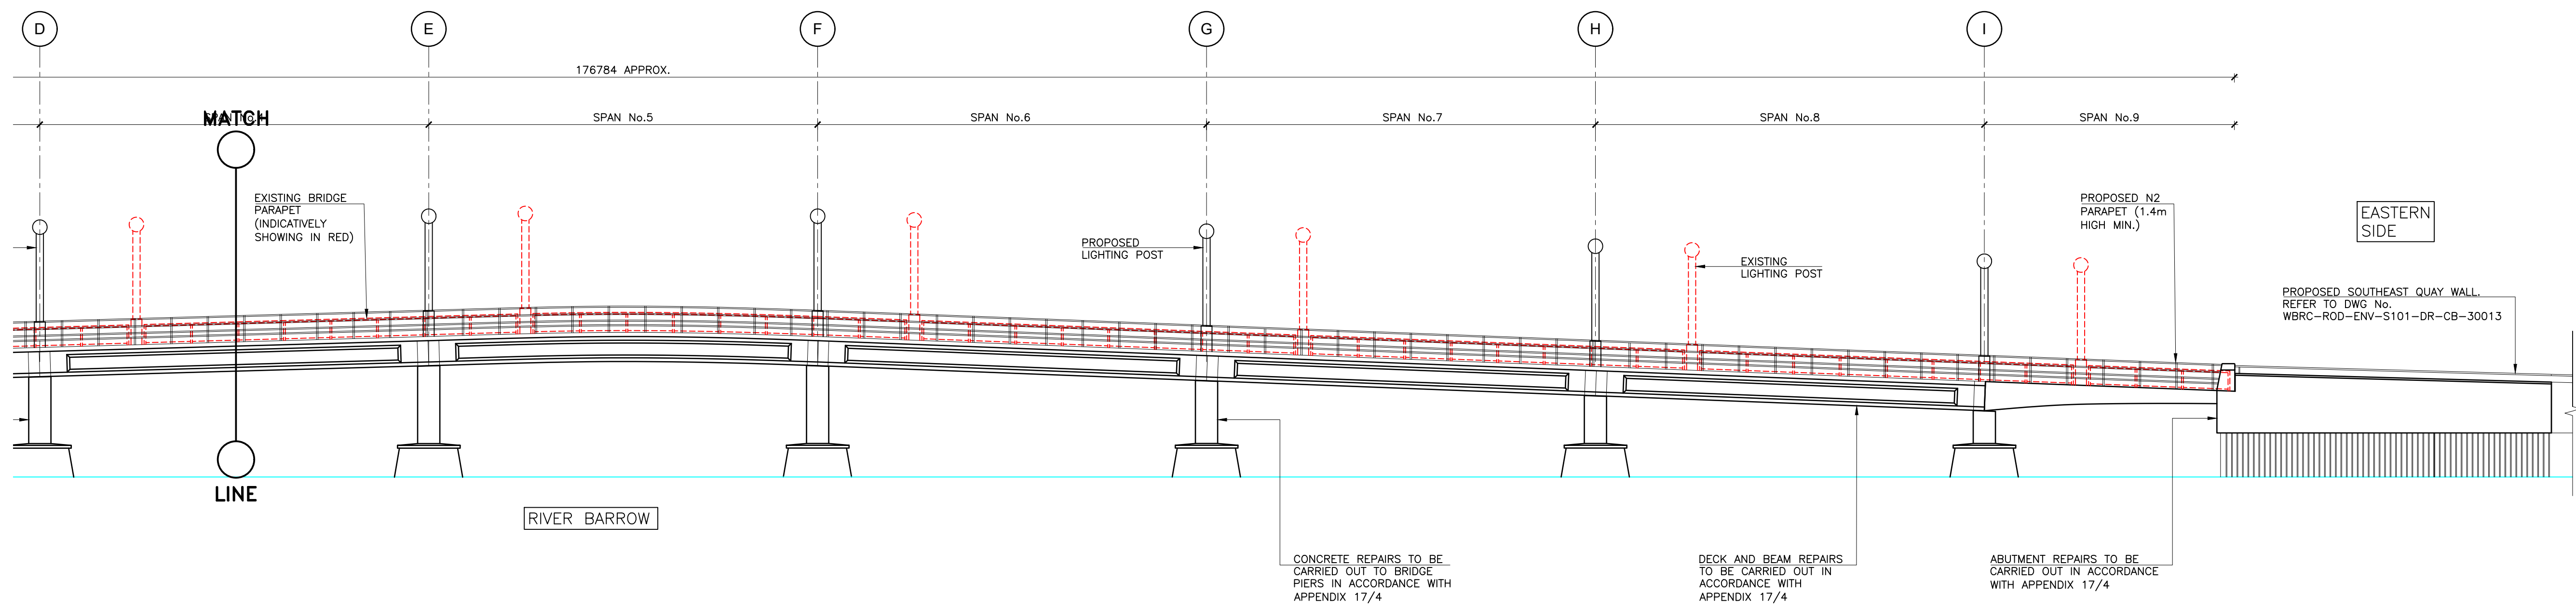 D E F G H I
176784 APPROX.
SPAN No.4 SPAN No.5 SPAN No.6 SPAN No.7 SPAN No.8 SPAN No.9
MATCH
EXISTING BRIDGE
PARAPET
(INDICATIVELY
SHOWING IN RED)
PROPOSED
LIGHTING POST
EXISTING
LIGHTING POST
PROPOSED N2
PARAPET (1.4m
HIGH MIN.)
EASTERN
SIDE
PROPOSED SOUTHEAST QUAY WALL.
REFER TO DWG No.
WBRC-ROD-ENV-S101-DR-CB-30013
LINE
RIVER BARROW
CONCRETE REPAIRS TO BE
CARRIED OUT TO BRIDGE
PIERS IN ACCORDANCE WITH
APPENDIX 17/4
DECK AND BEAM REPAIRS
TO BE CARRIED OUT IN
ACCORDANCE WITH
APPENDIX 17/4
ABUTMENT REPAIRS TO BE
CARRIED OUT IN ACCORDANCE
WITH APPENDIX 17/4